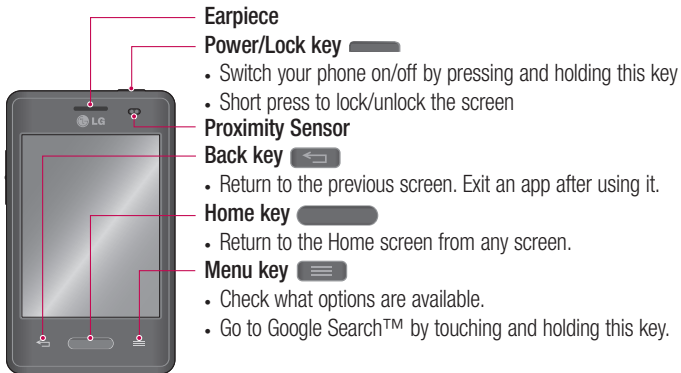 Earpiece
Power/Lock key
• Switch your phone on/off by pressing and holding this key
• Short press to lock/unlock the screen
LG
Proximity Sensor
Back key
• Return to the previous screen. Exit an app after using it.
Home key
• Return to the Home screen from any screen.
Menu key
• Check what options are available.
• Go to Google Search™ by touching and holding this key.